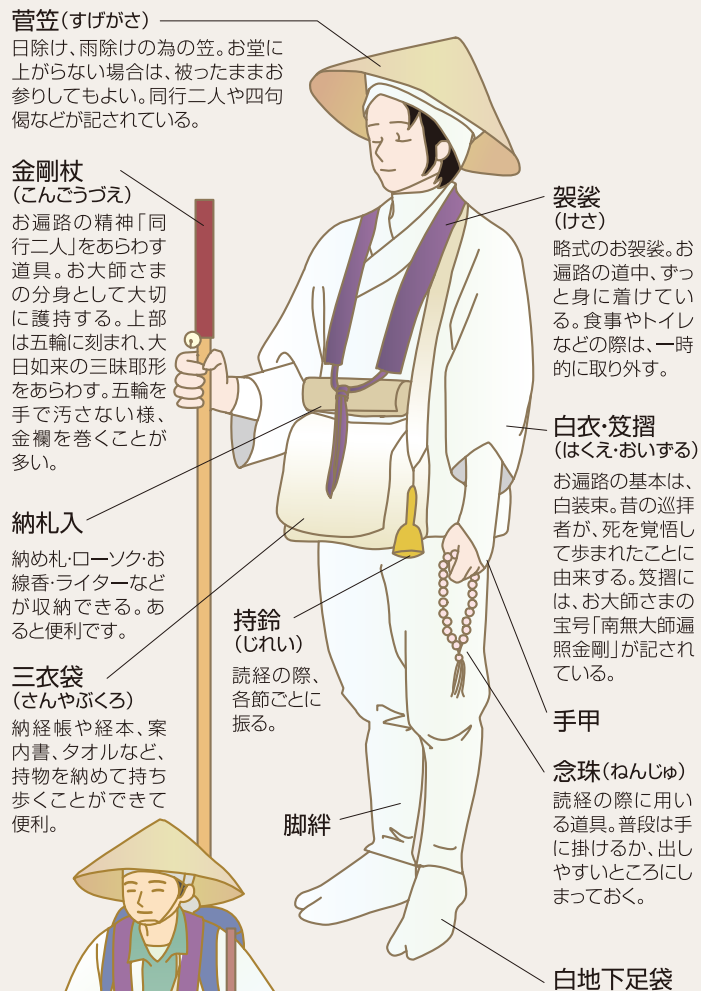 菅笠(すげがさ)
日除け、雨除けの為の笠。お堂に
上がらない場合は、被ったままお
参りしてもよい。同行二人や四句
偈などが記されている。
金剛杖
(こんごうづえ)
お遍路の精神「同
行二人」をあらわす
道具。お大師さま
の分身として大切
に護持する。上部
は五輪に刻まれ、大
日如来の三昧耶形
をあらわす。五輪を
手で汚さない様、
金襴を巻くことが
多い。
納札入
納め札・ローソク・お
線香・ライターなど
が収納できる。あ
ると便利です。
三衣袋
(さんやぶくろ)
納経帳や経本、案
内書、タオルなど、
持物を納めて持ち
歩くことができて
便利。
持鈴
(じれい)
読経の際、
各節ごとに
振る。
脚絆
袈裟
(けさ)
略式のお袈裟。お
遍路の道中、ずっ
と身に着けてい
る。食事やトイレ
などの際は、一時
的に取り外す。
白衣・笈摺
(はくえ・おいずる)
お遍路の基本は、
白装束。昔の巡拝
者が、死を覚悟し
て歩まれたことに
由来する。笈摺に
は、お大師さまの
宝号「南無大師遍
照金剛」が記され
ている。
手甲
念珠(ねんじゅ)
読経の際に用い
る道具。普段は手
に掛けるか、出し
やすいところにし
まっておく。
白地下足袋